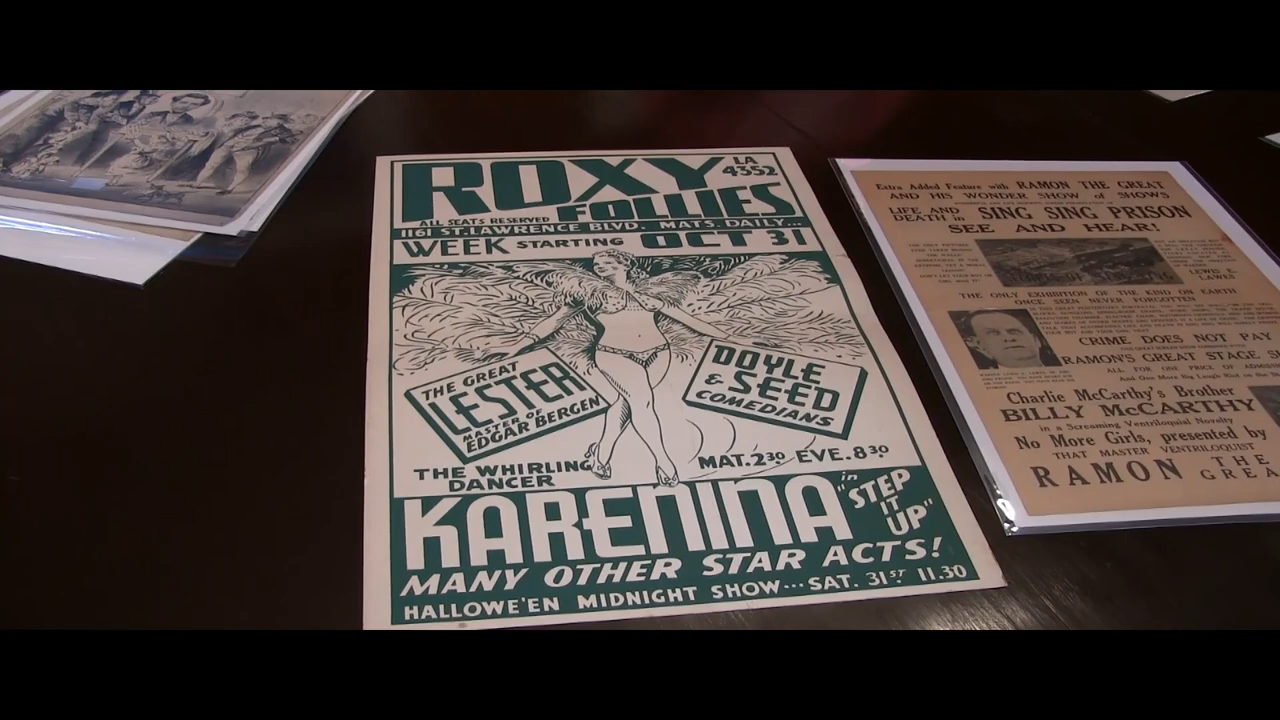 ROXY
LA 4352
FOLLIES
ALL SEATS RESERVED
1161 ST. LAWRENCE BLVD. MATS. DAILY...
WEEK STARTING OCT 31
THE GREAT
LESTER
MASTER OF
EDGAR BERGEN
DOYLE
& SEED
COMEDIANS
THE WHIRLING
DANCER
MAT. 2 30 EVE. 8 30
KARENINA
in
"STEP
IT
UP"
MANY OTHER STAR ACTS!
HALLOWE'EN MIDNIGHT SHOW... SAT. 31ST. 11.30
Extra Added Feature with RAMON THE GREAT
AND HIS WONDER SHOW of SHOWS
LIFE AND
DEATH in
SING SING PRISON
SEE AND HEAR!
LEWIS E.
LAWES
THE ONLY EXHIBITION OF THE KIND ON EARTH
ONCE SEEN NEVER FORGOTTEN
CRIME DOES NOT PAY
RAMON'S GREAT STAGE
ALL FOR ONE PRICE OF
Charlie McCarthy's Brother
BILLY McCARTHY
in a Screaming Ventriloquial Novelty
No More Girls, presented by
THAT MASTER VENTRILOQUIST
RAMON THE
GREA